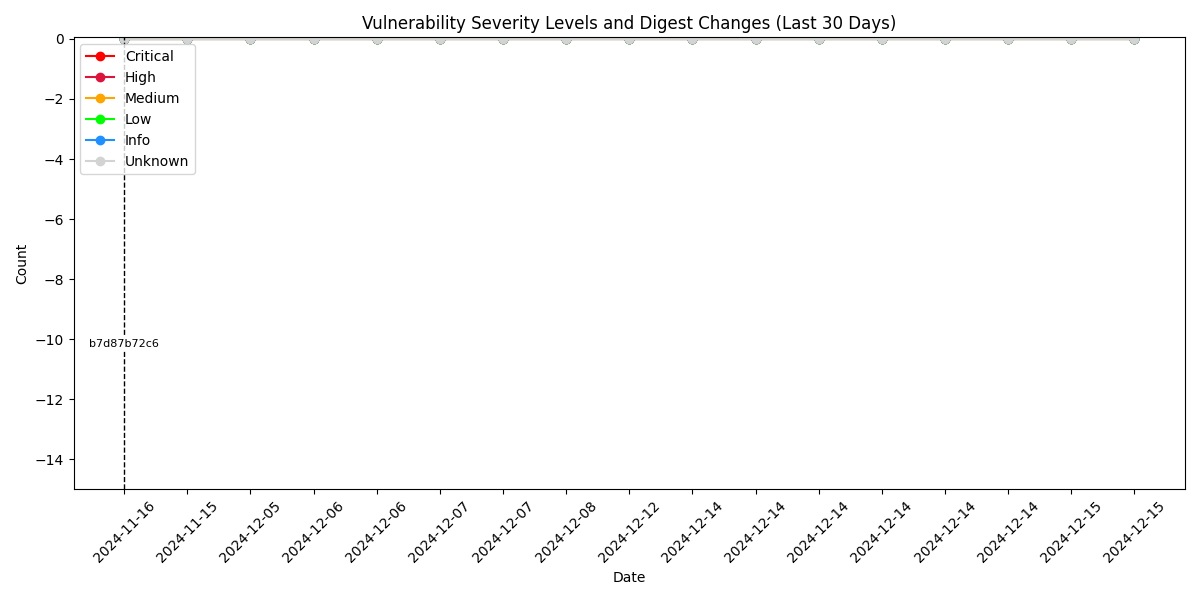 Vulnerability Severity Levels and Digest Changes (Last 30 Days)
Critical
High
Medium
Low
Info
Unknown
0
−2
−4
−6
−8
−10
−12
−14
Count
b7d87b72c6
2024-11-16
2024-11-15
2024-12-05
2024-12-06
2024-12-06
2024-12-07
2024-12-07
2024-12-08
2024-12-12
2024-12-14
2024-12-14
2024-12-14
2024-12-14
2024-12-14
2024-12-14
2024-12-15
2024-12-15
Date